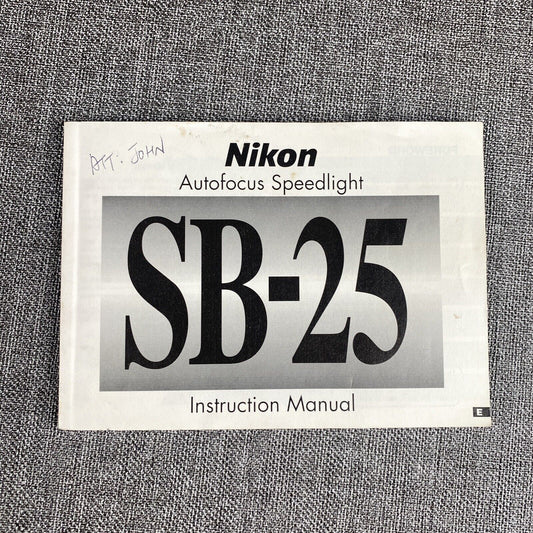 ATT: JOHN
Nikon
Autofocus Speedlight
SB-25
Instruction Manual
E